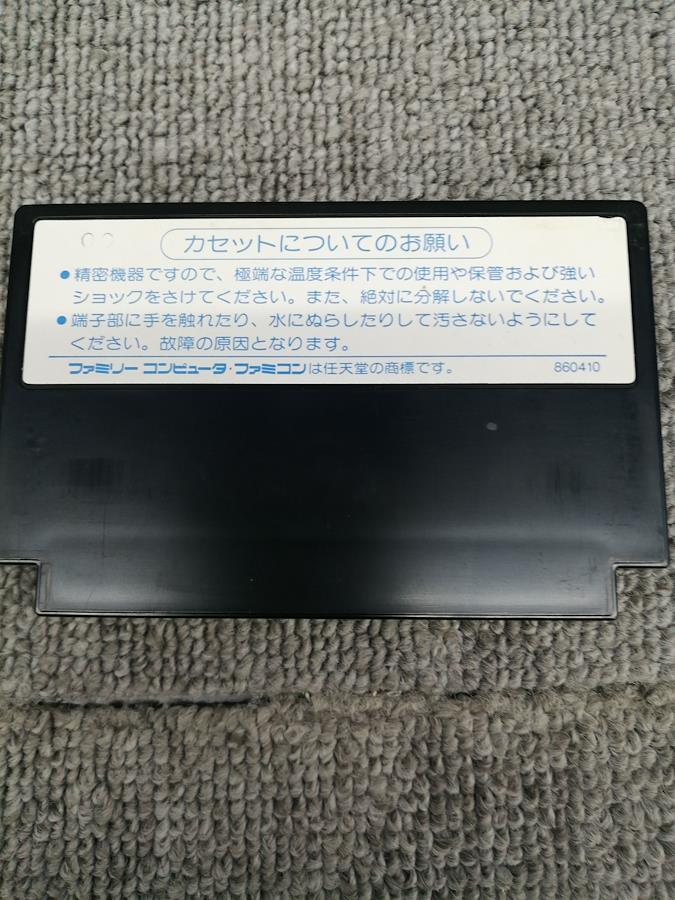 カセットについてのお願い
●精密機器ですので、極端な温度条件下での使用や保管および強い
ショックをさけてください。また、絶対に分解しないでください。
●端子部に手を触れたり、水にぬらしたりして汚さないようにして
ください。故障の原因となります。
ファミリー コンピュータ・ファミコンは任天堂の商標です。 860410